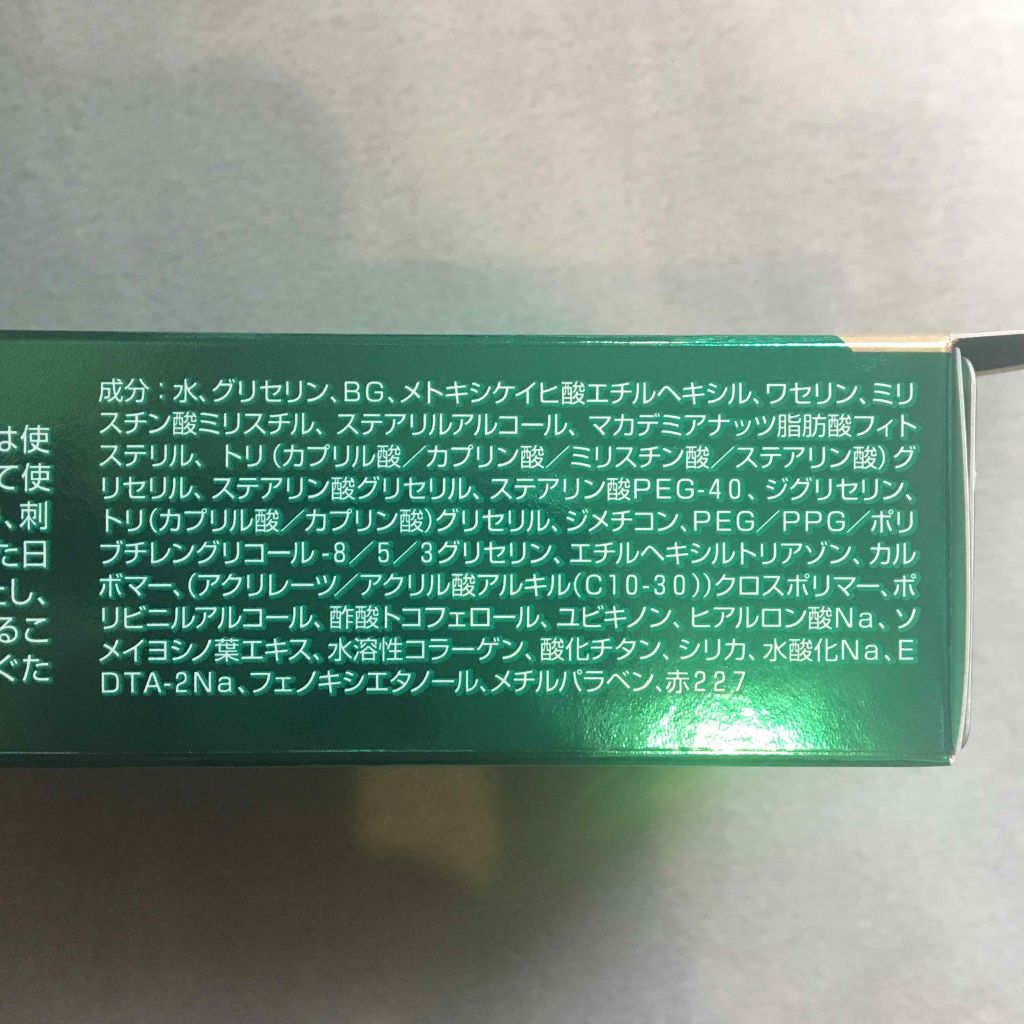 は使
て使
、刺
た日
とし、
るこ
ぐた
成分：水、グリセリン、BG、メトキシケイヒ酸エチルヘキシル、ワセリン、ミリ
スチン酸ミリスチル、ステアリルアルコール、マカデミアナッツ脂肪酸フィト
ステリル、トリ(カプリル酸／カプリン酸／ミリスチン酸／ステアリン酸)グ
リセリル、ステアリン酸グリセリル、ステアリン酸PEG-40、ジグリセリン、
トリ(カプリル酸／カプリン酸)グリセリル、ジメチコン、PEG／PPG／ポリ
ブチレングリコール-8／5／3グリセリン、エチルヘキシルトリアゾン、カル
ボマー、(アクリレーツ／アクリル酸アルキル(C10-30))クロスポリマー、ポ
リビニルアルコール、酢酸トコフェロール、ユビキノン、ヒアルロン酸Na、ソ
メイヨシノ葉エキス、水溶性コラーゲン、酸化チタン、シリカ、水酸化Na、E
DTA-2Na、フェノキシエタノール、メチルパラベン、赤227